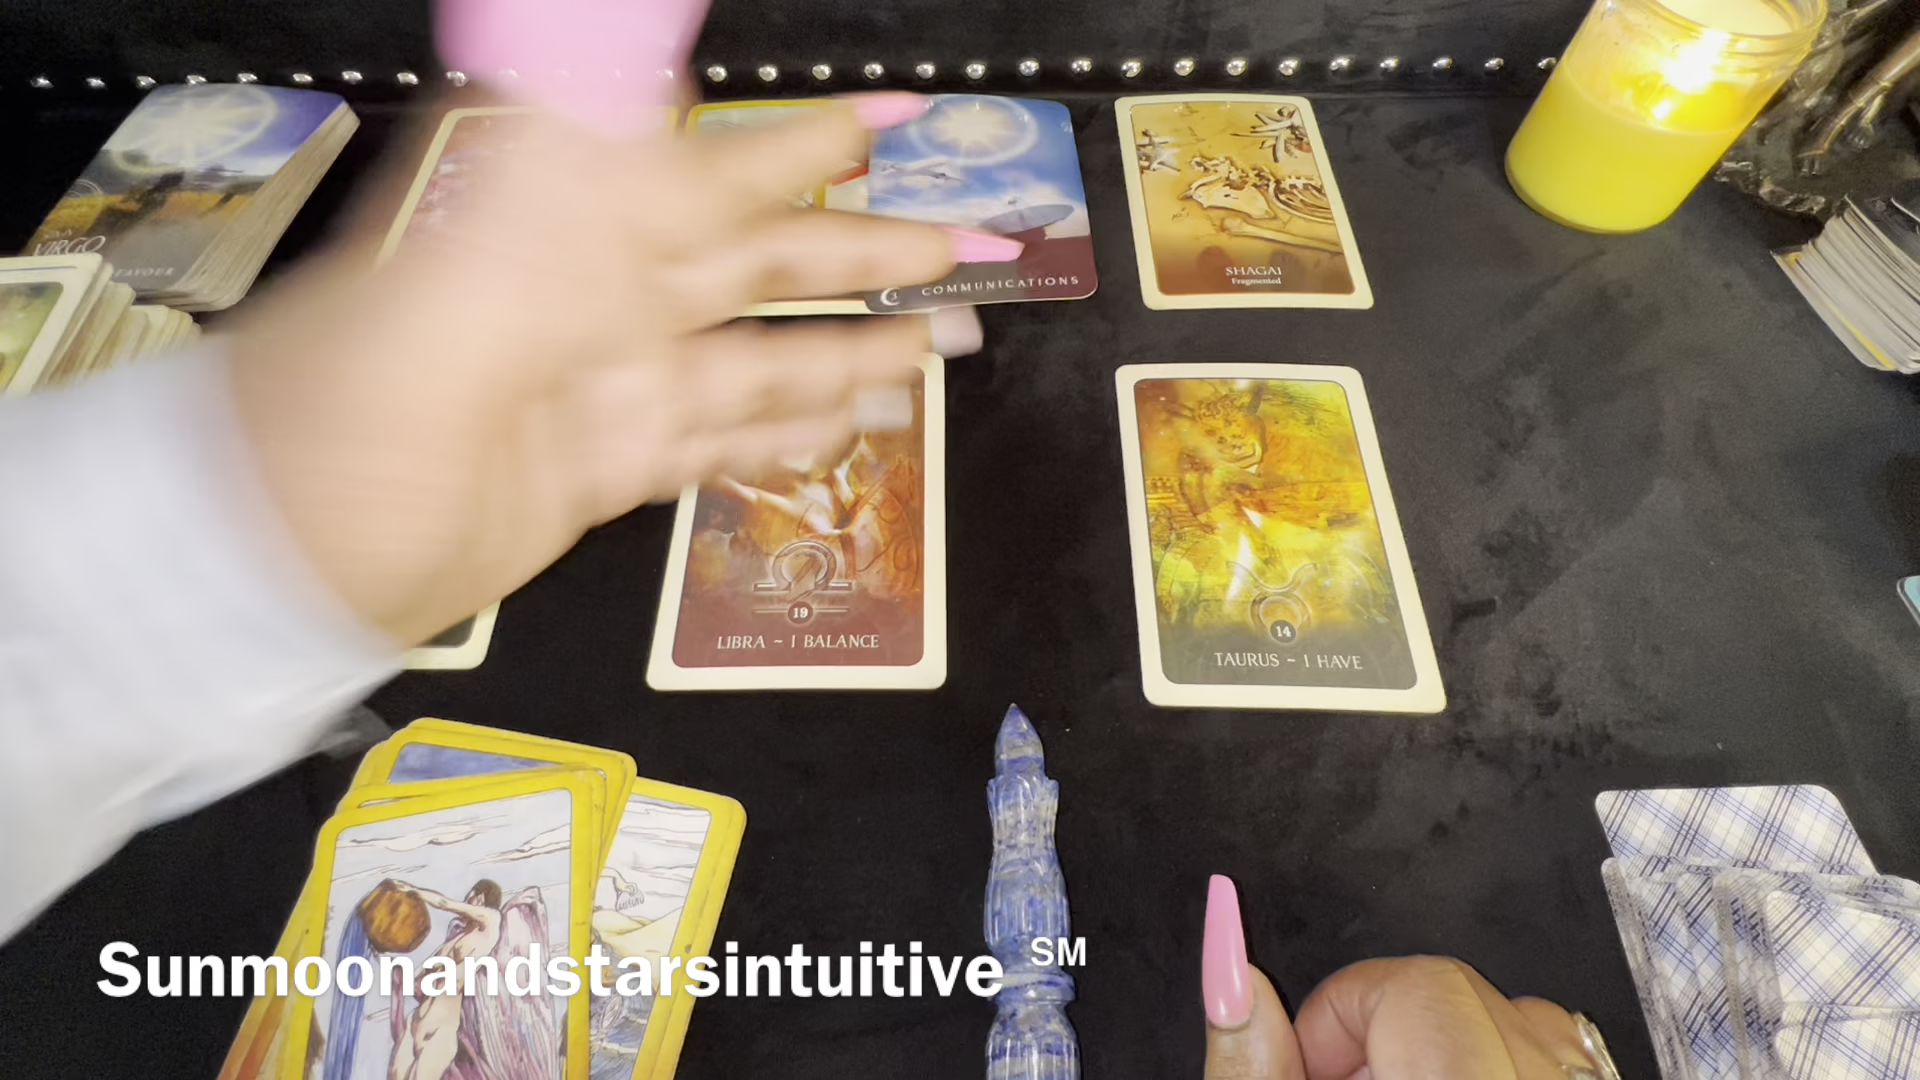 VIRGO
COMMUNICATIONS
SHAGAI
Fragmented
19
LIBRA ~ I BALANCE
14
TAURUS ~ I HAVE
Sunmoonandstarsintuitive SM